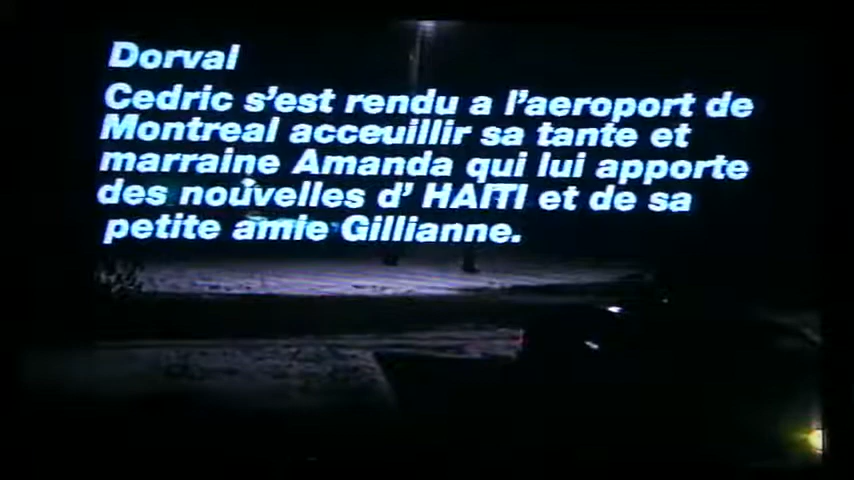 Dorval
Cedric s'est rendu a l'aeroport de
Montreal acceuillir sa tante et
marraine Amanda qui lui apporte
des nouvelles d' HAITI et de sa
petite amie Gillianne.